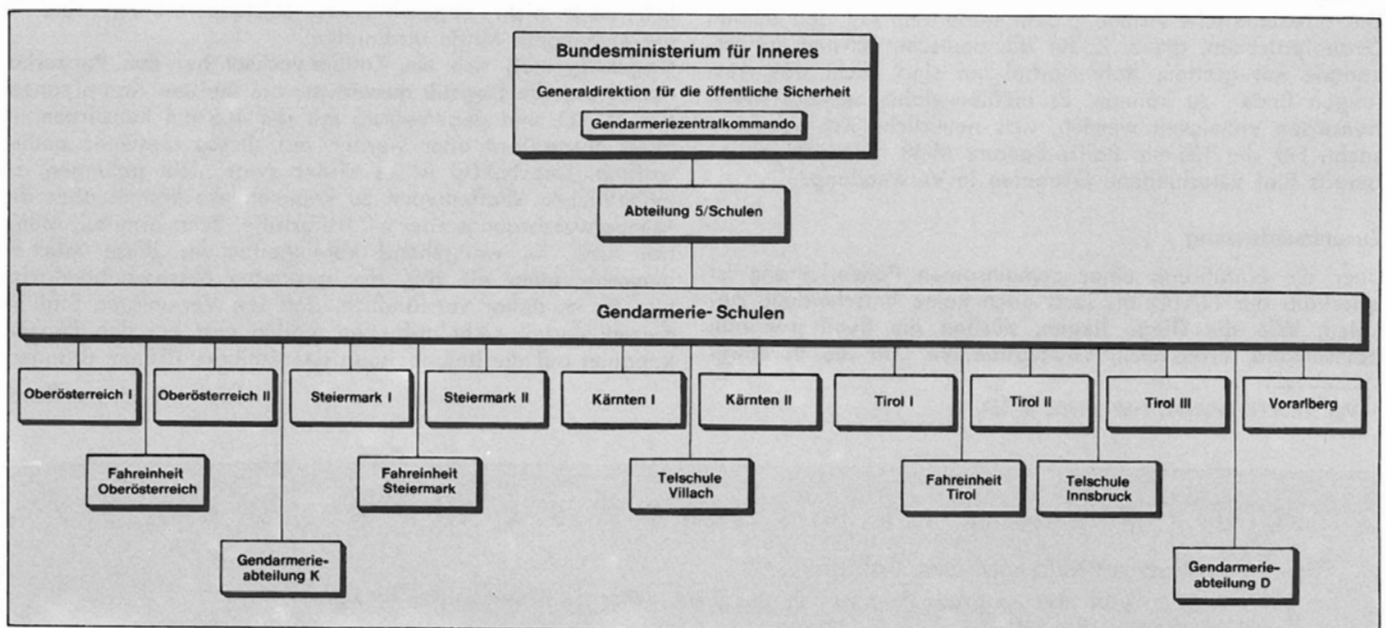 Bundesministerium für Inneres
Generaldirektion für die öffentliche Sicherheit
Gendarmeriezentralkommando
Abteilung 5/Schulen
Gendarmerie-Schulen
Oberösterreich I
Oberösterreich II
Steiermark I
Steiermark II
Kärnten I
Kärnten II
Tirol I
Tirol II
Tirol III
Vorarlberg
Fahreinheit
Oberösterreich
Fahreinheit
Steiermark
Telschule
Villach
Fahreinheit
Tirol
Telschule
Innsbruck
Gendarmerie-
abteilung K
Gendarmerie-
abteilung D